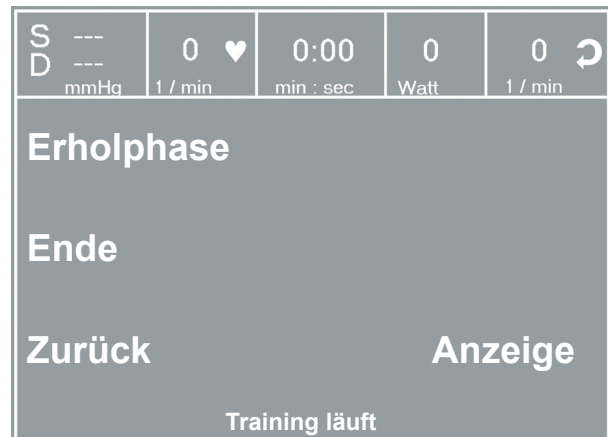 S ---
D ---
mmHg
0 ♥
1 / min
0:00
min : sec
0
Watt
0
1 / min
Erholphase
Ende
Zurück Anzeige
Training läuft